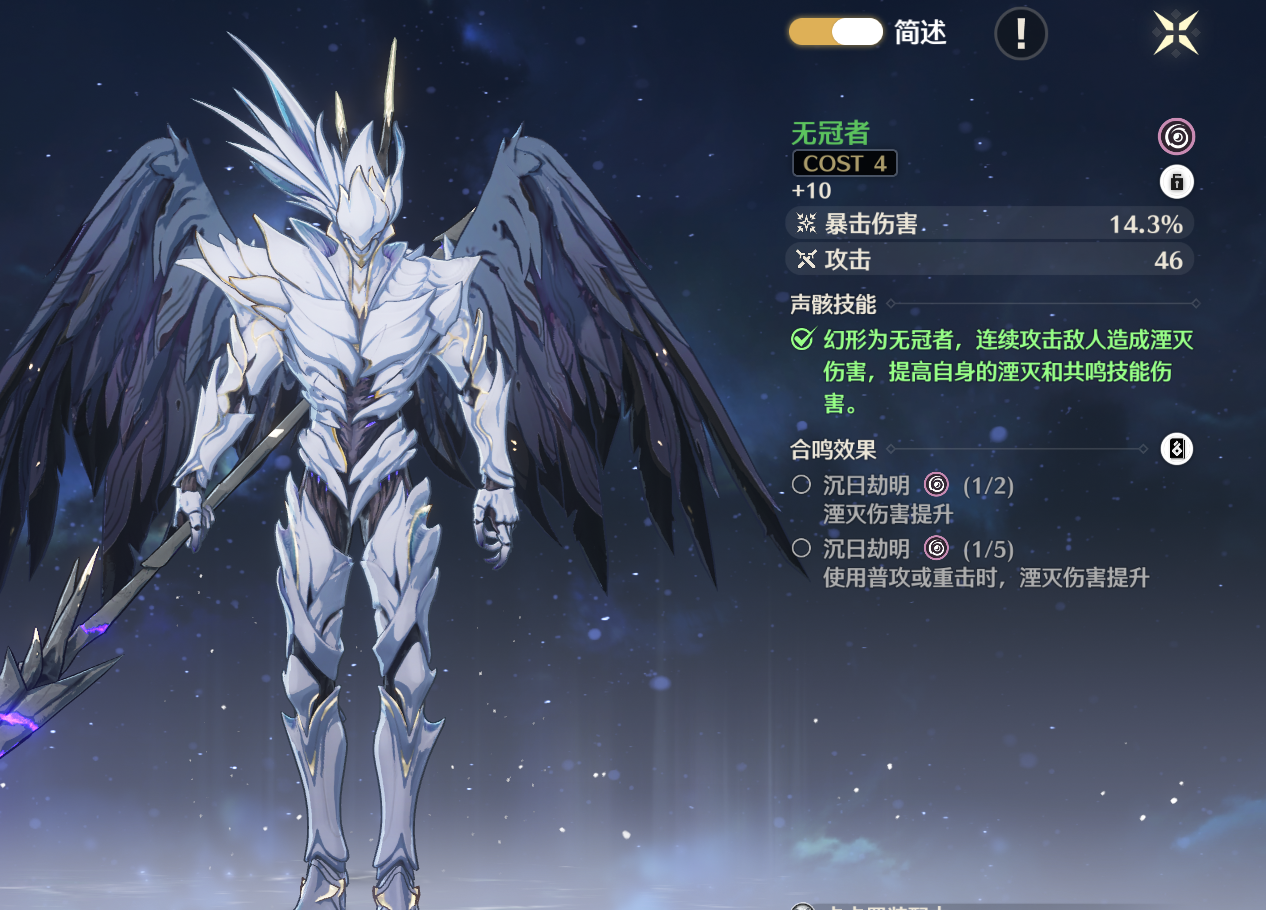 简述
无冠者
COST 4
+10
暴击伤害 14.3%
攻击 46
声骸技能
幻形为无冠者，连续攻击敌人造成湮灭
伤害，提高自身的湮灭和共鸣技能伤
害。
合鸣效果
沉日劫明 (1/2)
湮灭伤害提升
沉日劫明 (1/5)
使用普攻或重击时，湮灭伤害提升